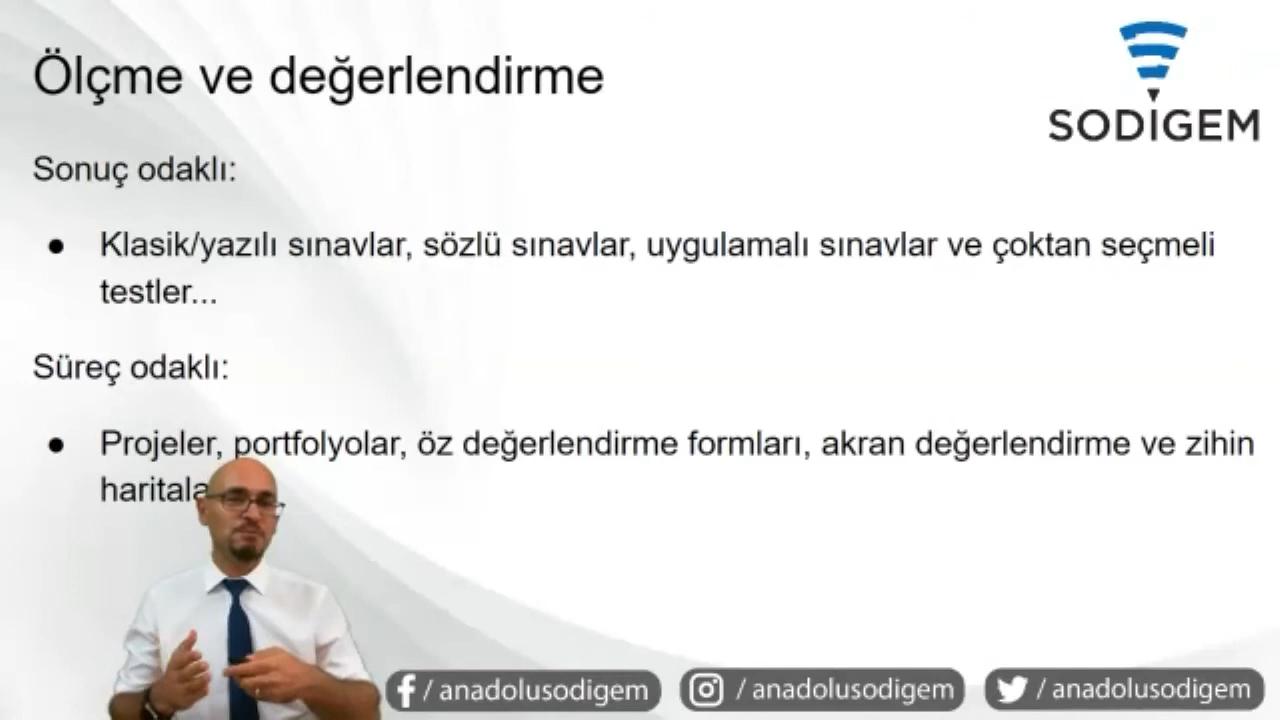 Ölçme ve değerlendirme
SODİGEM
Sonuç odaklı:
● Klasik/yazılı sınavlar, sözlü sınavlar, uygulamalı sınavlar ve çoktan seçmeli
testler...
Süreç odaklı:
● Projeler, portfolyolar, öz değerlendirme formları, akran değerlendirme ve zihin
/ anadolusodigem
/ anadolusodigem
/ anadolusodigem